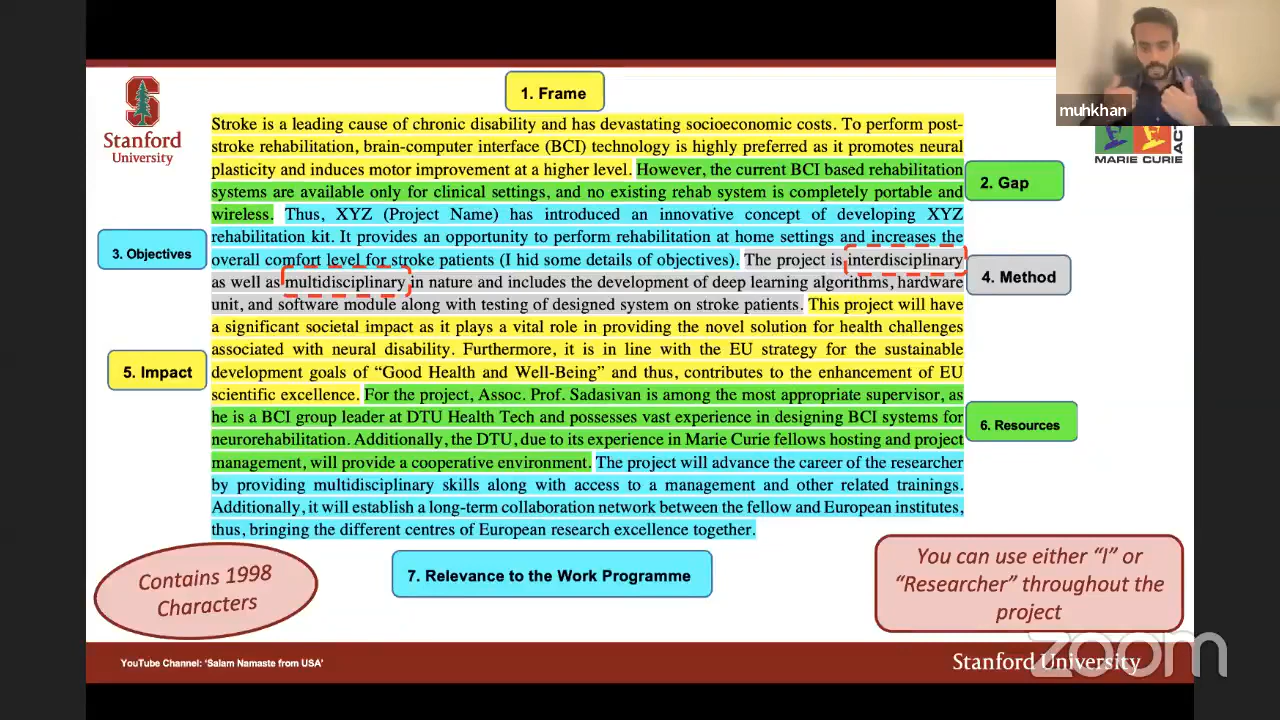 1. Frame
muhkhan
Stanford
University
MARIE CURIE
Stroke is a leading cause of chronic disability and has devastating socioeconomic costs. To perform post-
stroke rehabilitation, brain-computer interface (BCI) technology is highly preferred as it promotes neural
plasticity and induces motor improvement at a higher level. However, the current BCI based rehabilitation
systems are available only for clinical settings, and no existing rehab system is completely portable and
wireless. Thus, XYZ (Project Name) has introduced an innovative concept of developing XYZ
rehabilitation kit. It provides an opportunity to perform rehabilitation at home settings and increases the
overall comfort level for stroke patients (I hid some details of objectives). The project is interdisciplinary
as well as multidisciplinary in nature and includes the development of deep learning algorithms, hardware
unit, and software module along with testing of designed system on stroke patients. This project will have
a significant societal impact as it plays a vital role in providing the novel solution for health challenges
associated with neural disability. Furthermore, it is in line with the EU strategy for the sustainable
development goals of “Good Health and Well-Being” and thus, contributes to the enhancement of EU
scientific excellence. For the project, Assoc. Prof. Sadasivan is among the most appropriate supervisor, as
he is a BCI group leader at DTU Health Tech and possesses vast experience in designing BCI systems for
neurorehabilitation. Additionally, the DTU, due to its experience in Marie Curie fellows hosting and project
management, will provide a cooperative environment. The project will advance the career of the researcher
by providing multidisciplinary skills along with access to a management and other related trainings.
Additionally, it will establish a long-term collaboration network between the fellow and European institutes,
thus, bringing the different centres of European research excellence together.
2. Gap
3. Objectives
4. Method
5. Impact
6. Resources
7. Relevance to the Work Programme
Contains 1998
Characters
You can use either “I” or
“Researcher” throughout the
project
YouTube Channel: ‘Salam Namaste from USA’
Stanford University
zoom